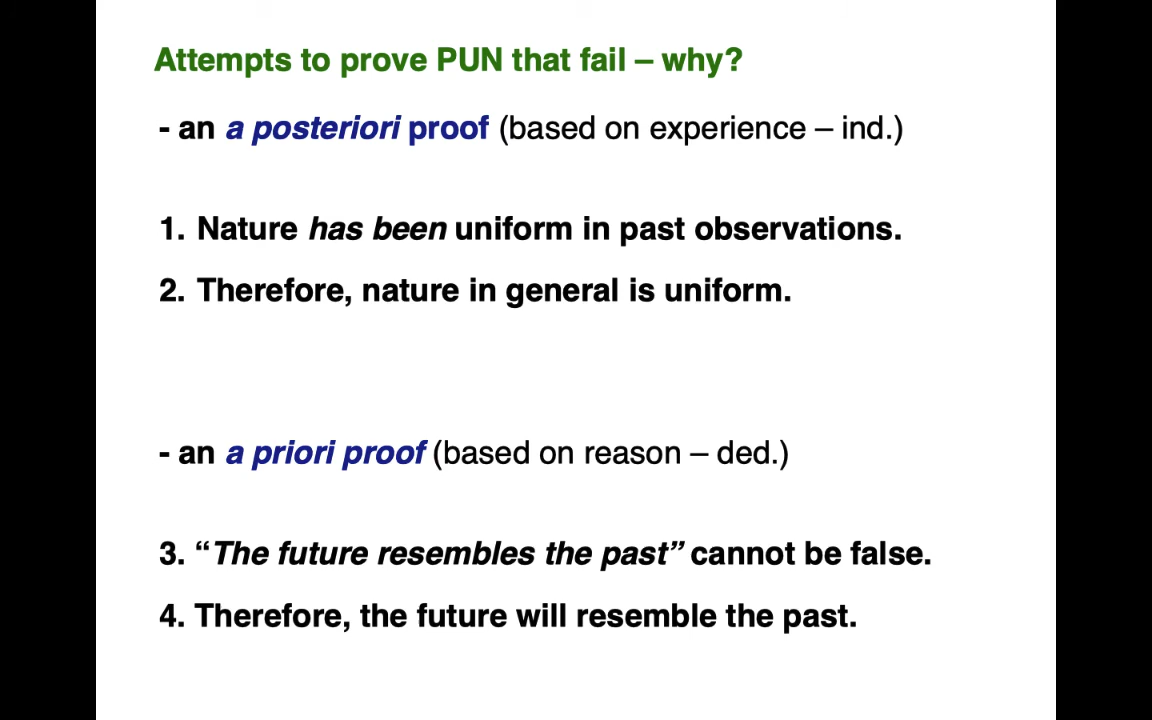 Attempts to prove PUN that fail – why?
- an a posteriori proof (based on experience – ind.)
1. Nature has been uniform in past observations.
2. Therefore, nature in general is uniform.
- an a priori proof (based on reason – ded.)
3. “The future resembles the past” cannot be false.
4. Therefore, the future will resemble the past.